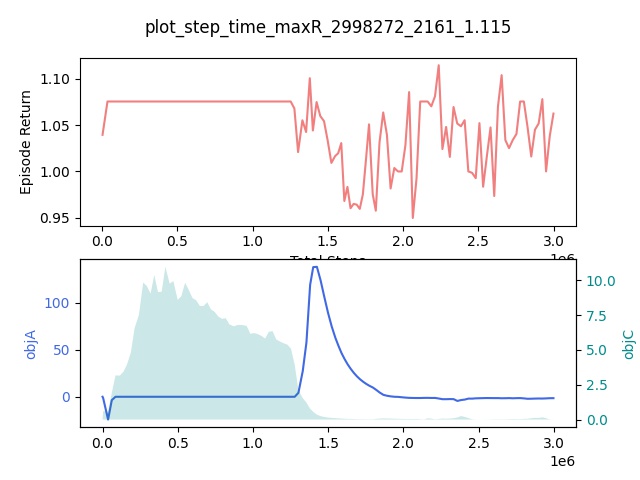 plot_step_time_maxR_2998272_2161_1.115
1.10
1.05
1.00
0.95
Episode Return
0.0 0.5 1.0 1.5 2.0 2.5 3.0
1e6
Total Steps
100
50
0
objA
10.0
7.5
5.0
2.5
0.0
objC
0.0 0.5 1.0 1.5 2.0 2.5 3.0
1e6